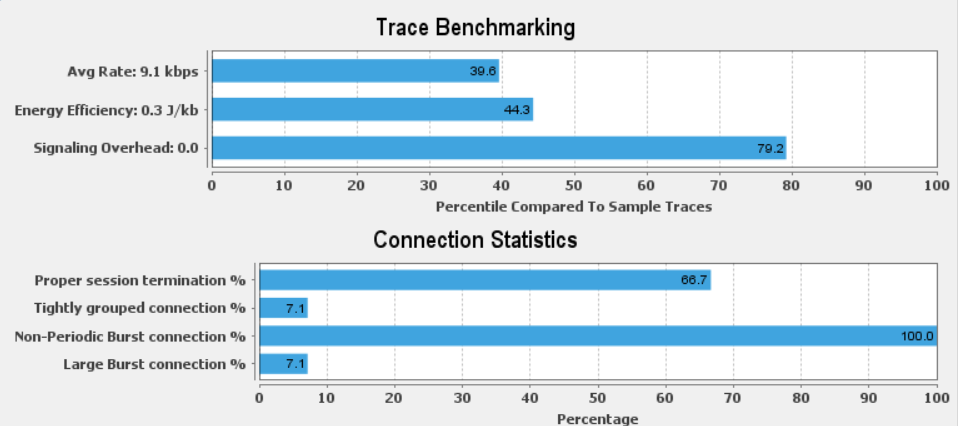 Trace Benchmarking
Avg Rate: 9.1 kbps
39.6
Energy Efficiency: 0.3 J/kb
44.3
Signaling Overhead: 0.0
79.2
0 10 20 30 40 50 60 70 80 90 100
Percentile Compared To Sample Traces
Connection Statistics
Proper session termination %
66.7
Tightly grouped connection %
7.1
Non-Periodic Burst connection %
100.0
Large Burst connection %
7.1
0 10 20 30 40 50 60 70 80 90 100
Percentage